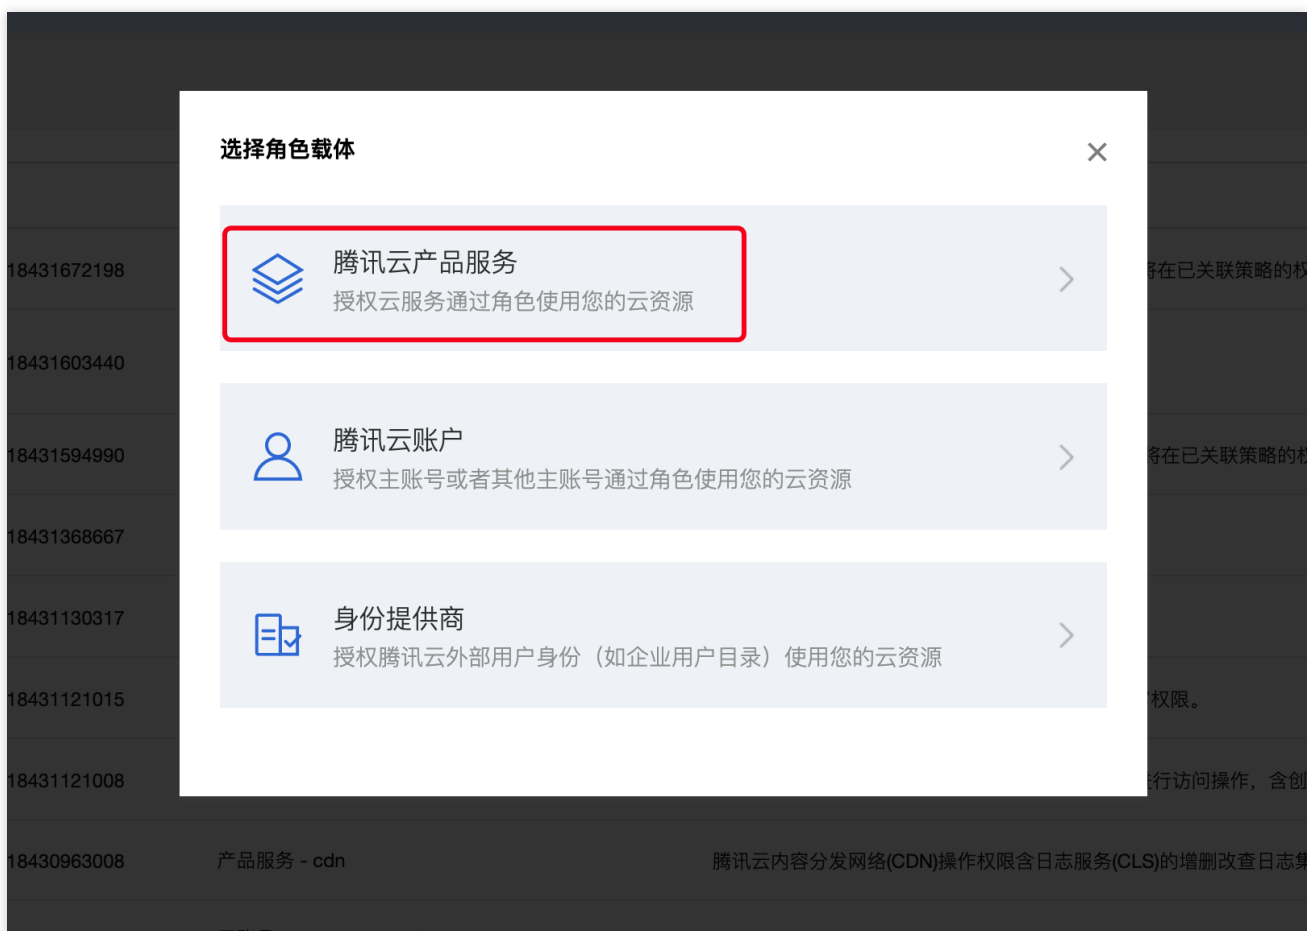 选择角色载体
腾讯云产品服务
授权云服务通过角色使用您的云资源
腾讯云账户
授权主账号或者其他主账号通过角色使用您的云资源
身份提供商
授权腾讯云外部用户身份（如企业用户目录）使用您的云资源
18431672198 将在已关联策略的权
18431603440
18431594990 将在已关联策略的权
18431368667
18431130317
18431121015 权限。
18431121008 进行访问操作，含创
18430963008 产品服务 - cdn 腾讯云内容分发网络(CDN)操作权限含日志服务(CLS)的增删改查日志集